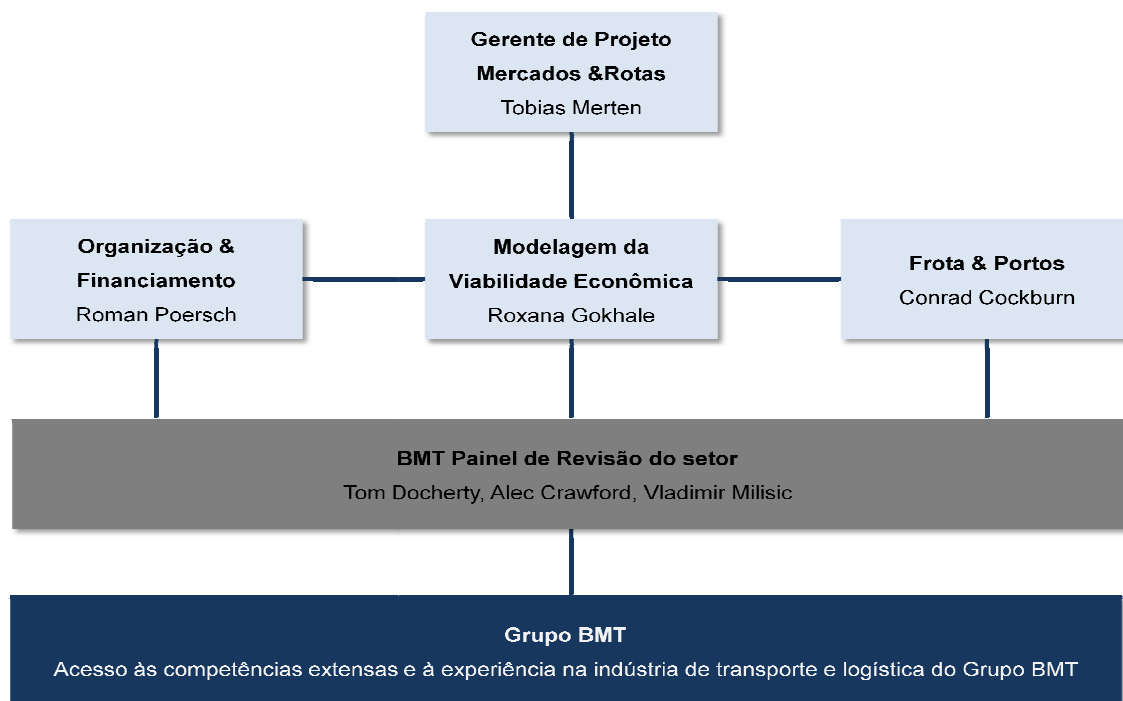 Gerente de Projeto
Mercados &Rotas
Tobias Merten
Organização &
Financiamento
Roman Poersch
Modelagem da
Viabilidade Econômica
Roxana Gokhale
Frota & Portos
Conrad Cockburn
BMT Painel de Revisão do setor
Tom Docherty, Alec Crawford, Vladimir Milisic
Grupo BMT
Acesso às competências extensas e à experiência na indústria de transporte e logística do Grupo BMT